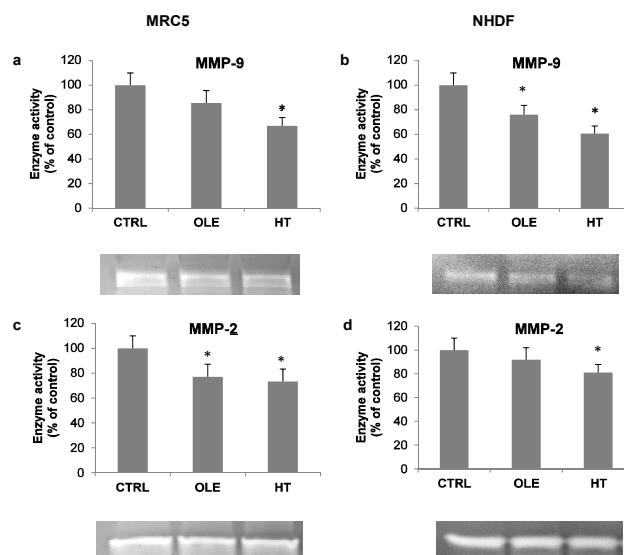 MRC5
NHDF
a
MMP-9
Enzyme activity
(% of control)
120
100
80
60
40
20
0
*
CTRL
OLE
HT
b
MMP-9
Enzyme activity
(% of control)
120
100
80
60
40
20
0
*
*
CTRL
OLE
HT
c
MMP-2
Enzyme activity
(% of control)
120
100
80
60
40
20
0
*
*
CTRL
OLE
HT
d
MMP-2
Enzyme activity
(% of control)
120
100
80
60
40
20
0
*
CTRL
OLE
HT